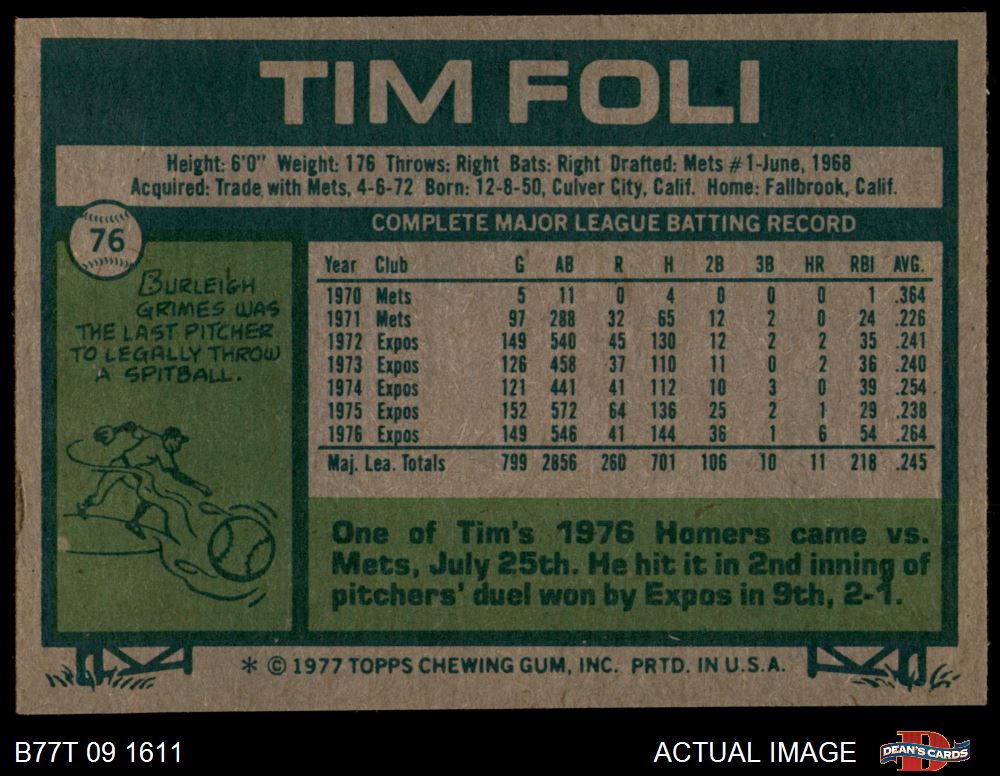 TIM FOLI
Height: 6'0" Weight: 176 Throws: Right Bats: Right Drafted: Mets #1-June, 1968
Acquired: Trade with Mets, 4-6-72 Born: 12-8-50, Culver City, Calif. Home: Fallbrook, Calif.
76
BURLEIGH
GRIMES WAS
THE LAST PITCHER
TO LEGALLY THROW
A SPITBALL.
COMPLETE MAJOR LEAGUE BATTING RECORD
Year Club G AB R H 2B 3B HR RBI AVG.
1970 Mets 5 11 0 4 0 0 0 1 .364
1971 Mets 97 288 32 65 12 2 0 24 .226
1972 Expos 149 540 45 130 12 2 2 35 .241
1973 Expos 126 458 37 110 11 0 2 36 .240
1974 Expos 121 441 41 112 10 3 0 39 .254
1975 Expos 152 572 64 136 25 2 1 29 .238
1976 Expos 149 546 41 144 36 1 6 54 .264
Maj. Lea. Totals 799 2856 260 701 106 10 11 218 .245
One of Tim's 1976 Homers came vs.
Mets, July 25th. He hit it in 2nd inning of
pitchers' duel won by Expos in 9th, 2-1.
* © 1977 TOPPS CHEWING GUM, INC. PRTD. IN U.S.A.
B77T 09 1611
ACTUAL IMAGE
DEAN'S CARDS